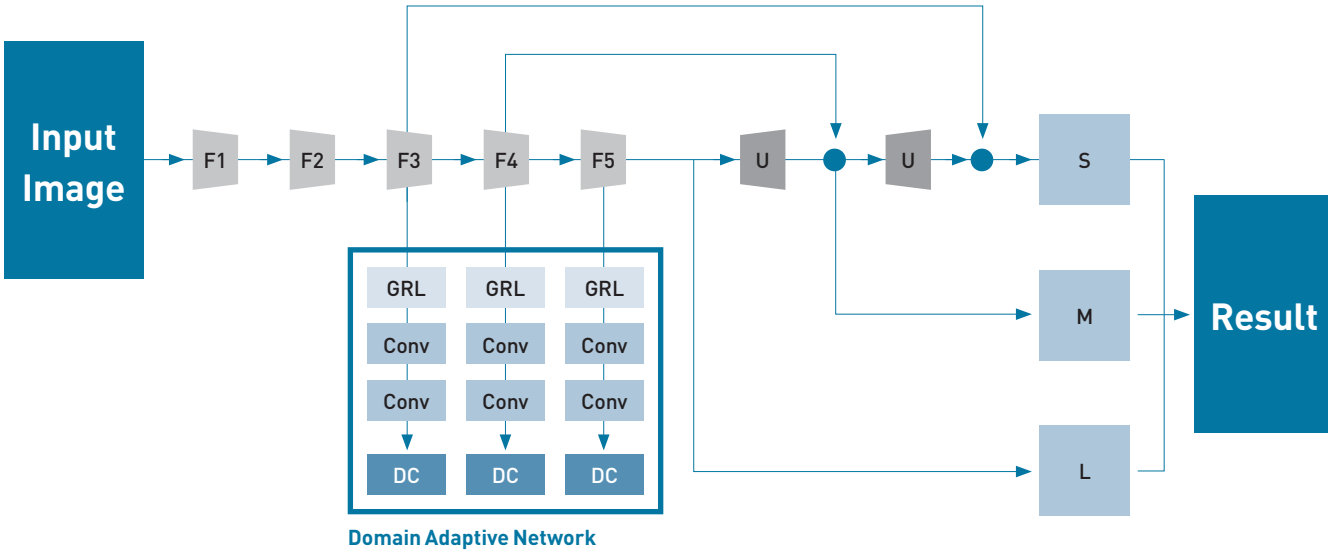 Input
Image
F1
F2
F3
F4
F5
U
U
S
GRL
GRL
GRL
Conv
Conv
Conv
Conv
Conv
Conv
DC
DC
DC
Domain Adaptive Network
M
L
Result